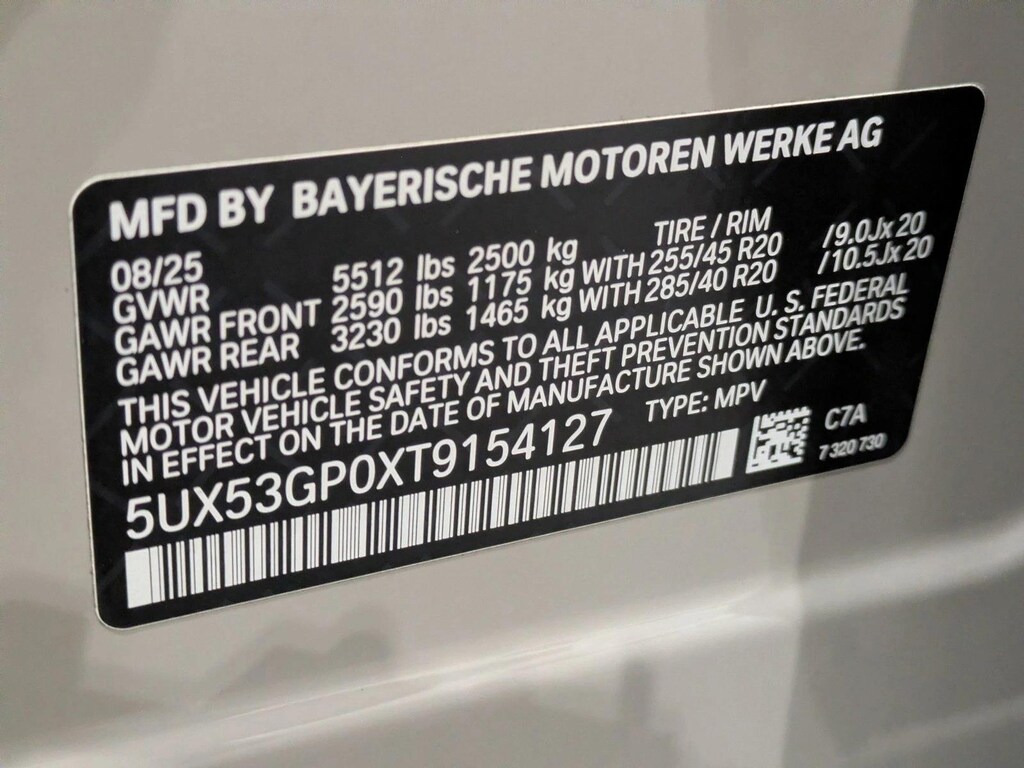 MFD BY BAYERISCHE MOTOREN WERKE AG
08/25 TIRE / RIM
GVWR 5512 lbs 2500 kg
GAWR FRONT 2590 lbs 1175 kg WITH 255/45 R20 /9.0Jx20
GAWR REAR 3230 lbs 1465 kg WITH 285/40 R20 /10.5Jx20
THIS VEHICLE CONFORMS TO ALL APPLICABLE U.S. FEDERAL
MOTOR VEHICLE SAFETY AND THEFT PREVENTION STANDARDS
IN EFFECT ON THE DATE OF MANUFACTURE SHOWN ABOVE.
5UX53GP0XT9154127 TYPE: MPV
C7A
7 320 730